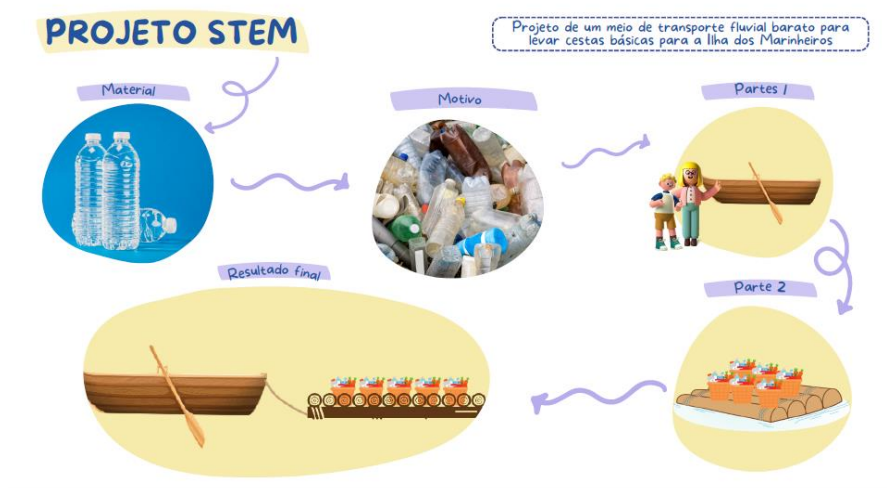 PROJETO STEM
Projeto de um meio de transporte fluvial barato para
levar cestas básicas para a Ilha dos Marinheiros
Material
Motivo
Partes 1
Resultado final
Parte 2